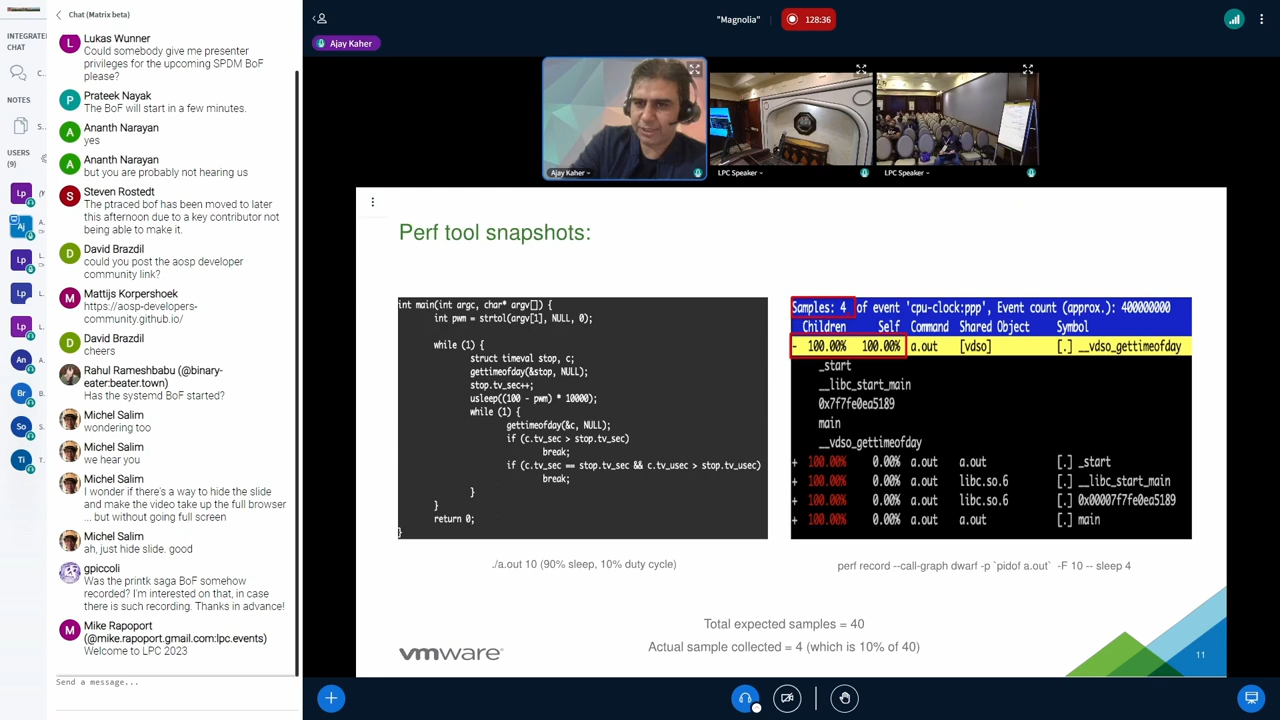 Chat (Matrix beta)
INTEGRATE
CHAT
C..
NOTES
S..
USERS
(9)
Lp
Aj
Lp
Lp
Lp
An
Br
So
Ti
L
Lukas Wunner
Could somebody give me presenter
privileges for the upcoming SPDM BoF
please?
P
Prateek Nayak
The BoF will start in a few minutes.
A
Ananth Narayan
yes
A
Ananth Narayan
but you are probably not hearing us
S
Steven Rostedt
The ptraced bof has been moved to later
this afternoon due to a key contributor not
being able to make it.
D
David Brazdil
could you post the aosp developer
community link?
M
Mattijs Korpershoek
https://aosp-developers-
community.github.io/
D
David Brazdil
cheers
Rahul Rameshbabu (@binary-
eater:beater.town)
Has the systemd BoF started?
Michel Salim
wondering too
Michel Salim
we hear you
Michel Salim
I wonder if there's a way to hide the slide
and make the video take up the full browser
... but without going full screen
Michel Salim
ah, just hide slide. good
gpiccoli
Was the printk saga BoF somehow
recorded? I'm interested on that, in case
there is such recording. Thanks in advance!
M
Mike Rapoport
(@mike.rapoport.gmail.com:lpc.events)
Welcome to LPC 2023
Send a message...
"Magnolia"
128:36
Ajay Kaher
Ajay Kaher
LPC Speaker
LPC Speaker
Perf tool snapshots:
int main(int argc, char* argv[]) {
int pwm = strtol(argv[1], NULL, 0);
while (1) {
struct timeval stop, c;
gettimeofday(&stop, NULL);
stop.tv_sec++;
usleep((100 - pwm) * 10000);
while (1) {
gettimeofday(&c, NULL);
if (c.tv_sec > stop.tv_sec)
break;
if (c.tv_sec == stop.tv_sec && c.tv_usec > stop.tv_usec)
break;
}
}
return 0;
}
./a.out 10 (90% sleep, 10% duty cycle)
Samples: 4 of event 'cpu-clock:ppp', Event count (approx.): 400000000
Children Self Command Shared Object Symbol
- 100.00% 100.00% a.out [vdso] [.] __vdso_gettimeofday
_start
__libc_start_main
0x7f7fe0ea5189
main
__vdso_gettimeofday
+ 100.00% 0.00% a.out a.out [.] _start
+ 100.00% 0.00% a.out libc.so.6 [.] __libc_start_main
+ 100.00% 0.00% a.out libc.so.6 [.] 0x00007f7fe0ea5189
+ 100.00% 0.00% a.out a.out [.] main
perf record --call-graph dwarf -p `pidof a.out` -F 10 -- sleep 4
Total expected samples = 40
Actual sample collected = 4 (which is 10% of 40)
vmware
11